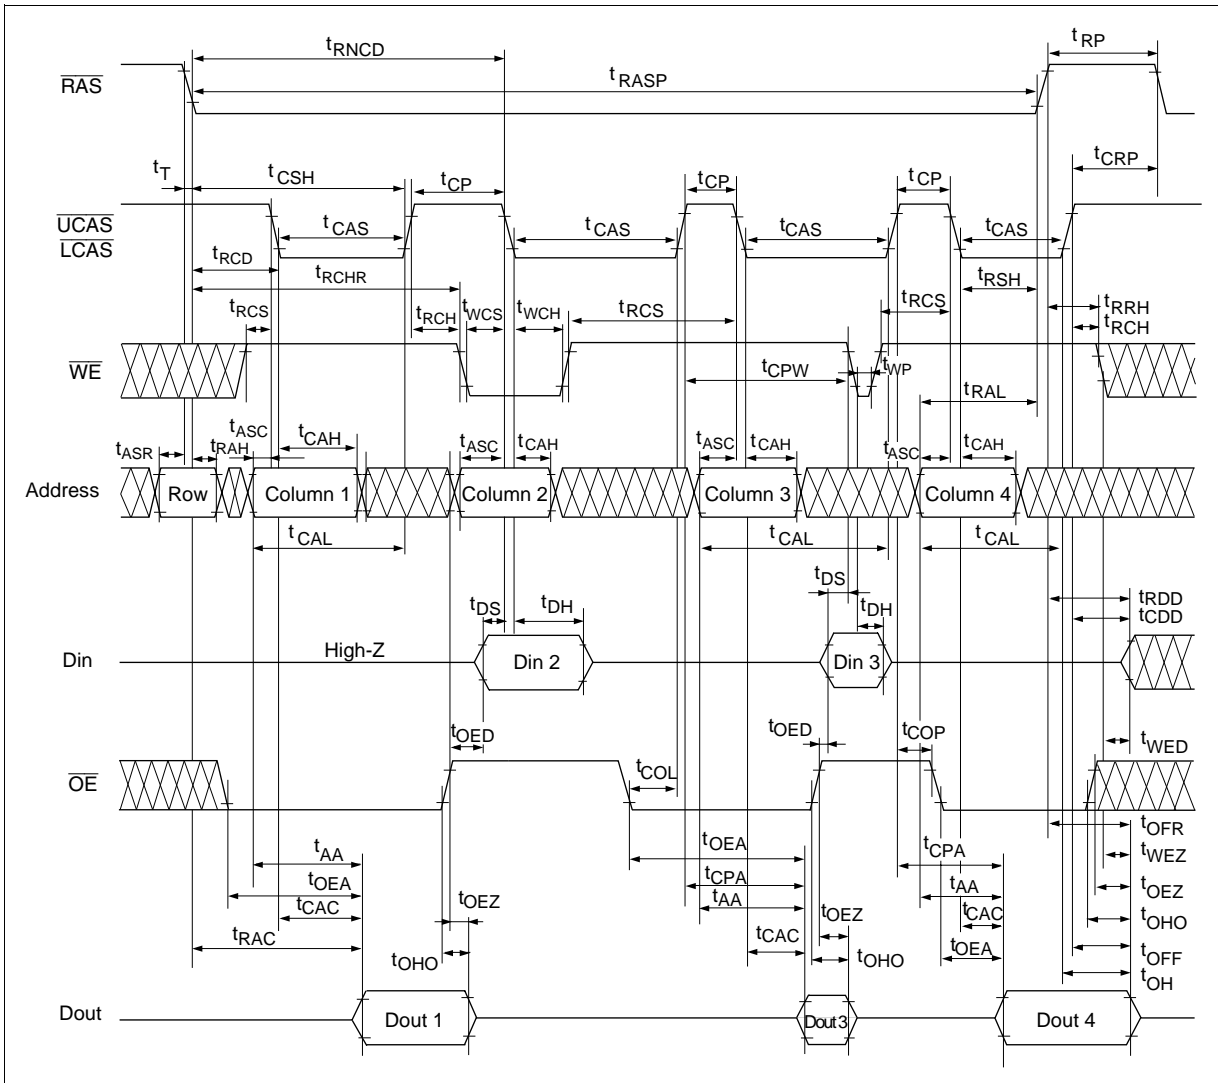 tRNCD
tRP
RAS
tRASP
tT
tCSH
tCP
tCP
tCP
tCRP
UCAS
LCAS
tCAS
tCAS
tCAS
tCAS
tRCD
tRCHR
tRSH
tRCS
tRCH
tWCS
tWCH
tRCS
tRCS
tRRH
tRCH
WE
tCPW
tWP
tRAL
tASR
tRAH
tASC
tCAH
tASC
tCAH
tASC
tCAH
tASC
tCAH
Address
Row
Column 1
Column 2
Column 3
Column 4
tCAL
tCAL
tCAL
tDS
tDH
tDS
tDH
tRDD
tCDD
Din
High-Z
Din 2
Din 3
tOED
tOED
tCOP
tWED
OE
tCOL
tOFR
tAA
tOEA
tCPA
tWEZ
tOEA
tCPA
tAA
tOEZ
tCAC
tOEZ
tAA
tOEZ
tCAC
tOHO
tRAC
tOHO
tCAC
tOHO
tOEA
tOFF
tOH
Dout
Dout 1
Dout 3
Dout 4